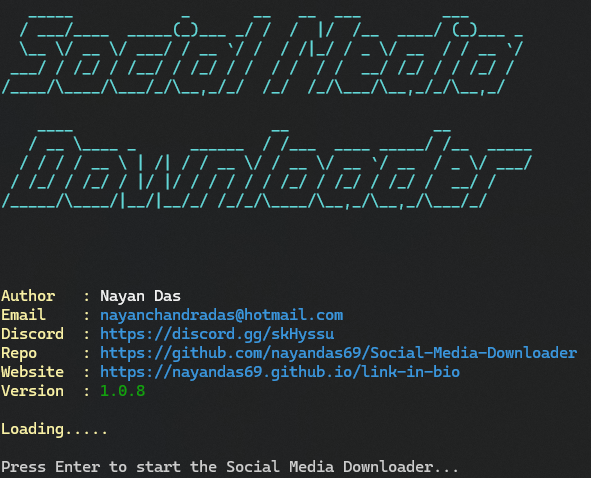 Social Media
Downloader
Author : Nayan Das
Email : nayanchandradas@hotmail.com
Discord : https://discord.gg/skHyssu
Repo : https://github.com/nayandas69/Social-Media-Downloader
Website : https://nayandas69.github.io/link-in-bio
Version : 1.0.8
Loading.....
Press Enter to start the Social Media Downloader...